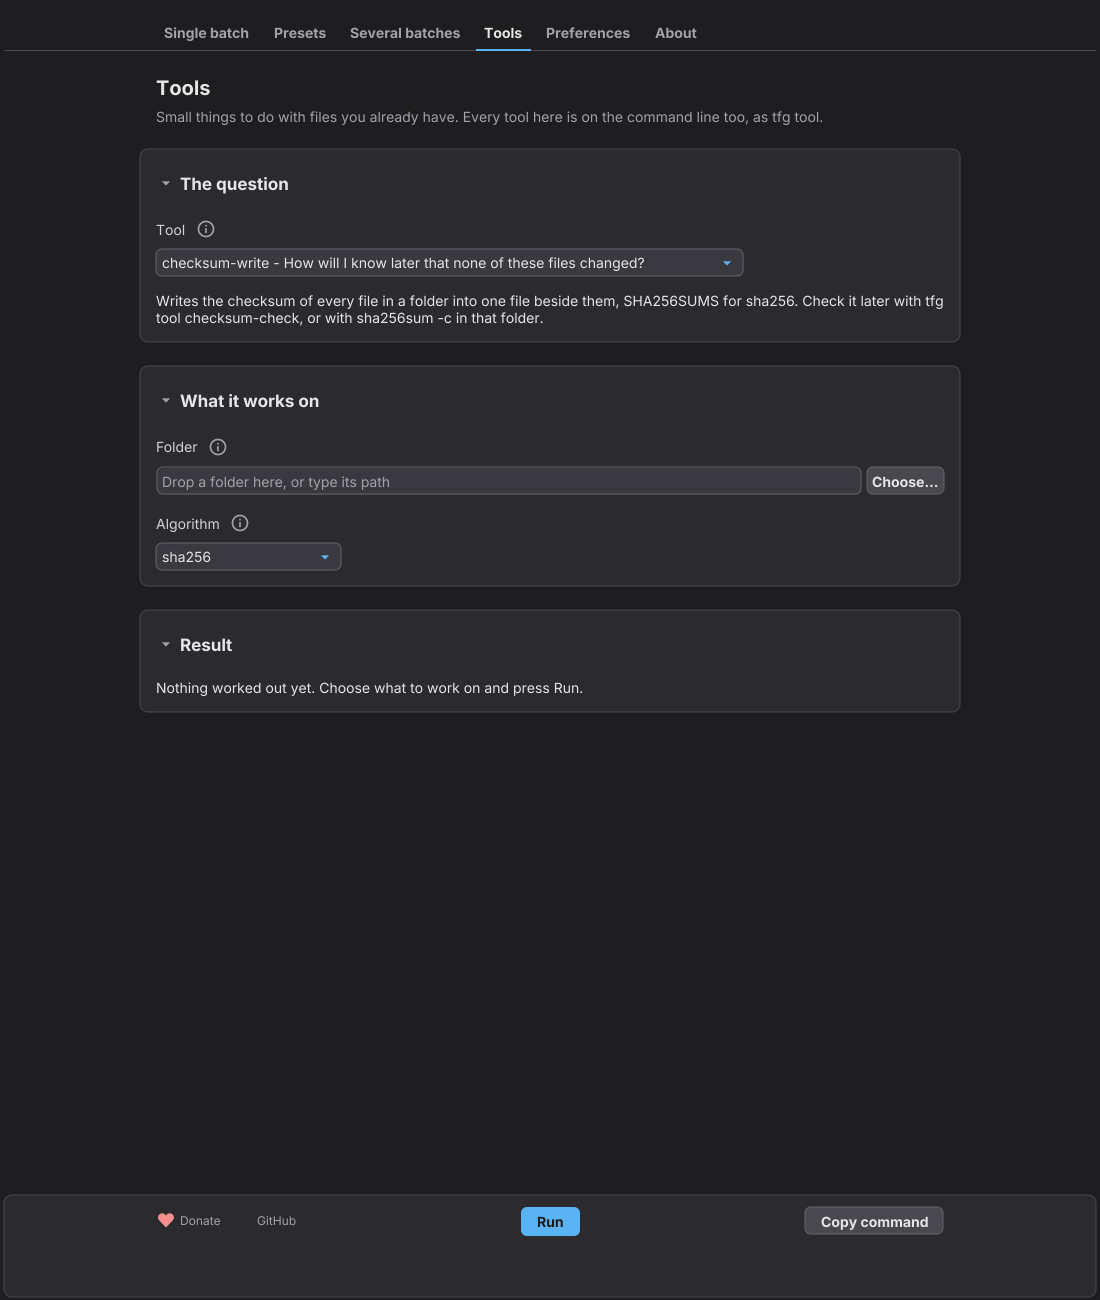 Single batch
Presets
Several batches
Tools
Preferences
About
Tools
Small things to do with files you already have. Every tool here is on the command line too, as tfg tool.
The question
Tool
checksum-write - How will I know later that none of these files changed?
Writes the checksum of every file in a folder into one file beside them, SHA256SUMS for sha256. Check it later with tfg
tool checksum-check, or with sha256sum -c in that folder.
What it works on
Folder
Drop a folder here, or type its path
Choose...
Algorithm
sha256
Result
Nothing worked out yet. Choose what to work on and press Run.
Donate
GitHub
Run
Copy command